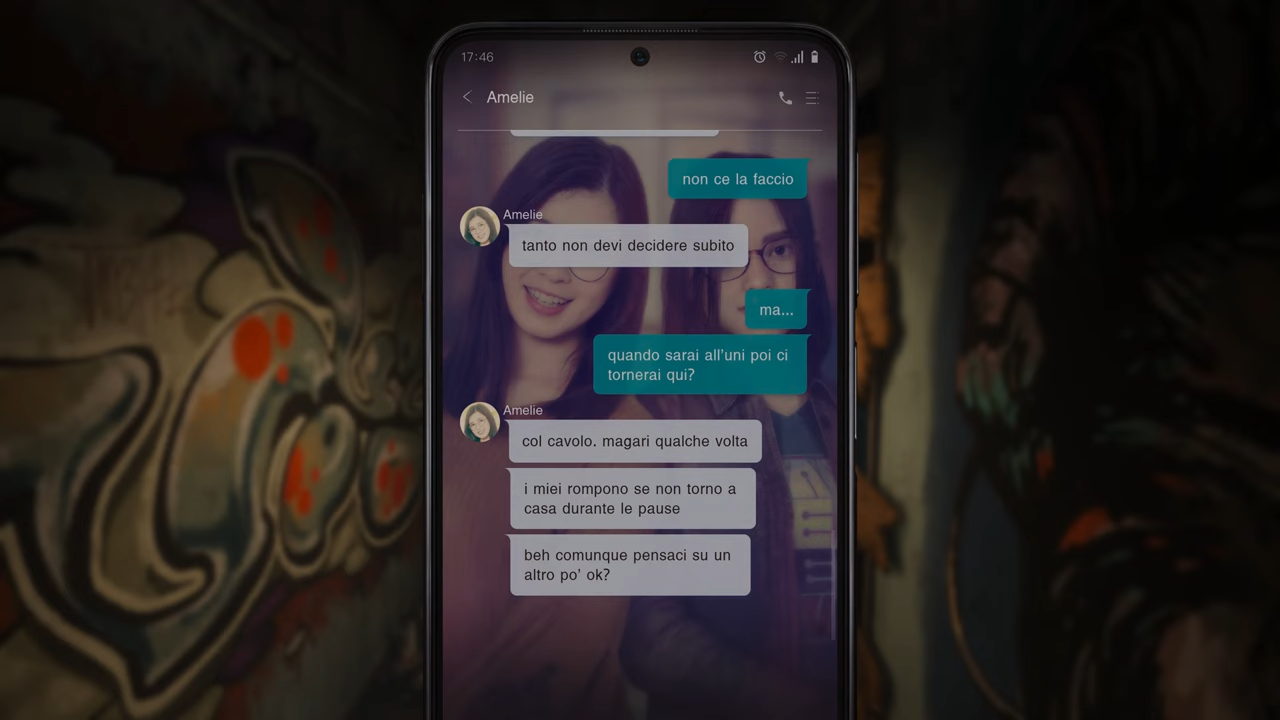 17:46
Amelie
non ce la faccio
Amelie
tanto non devi decidere subito
ma...
quando sarai all'uni poi ci
tornerai qui?
Amelie
col cavolo. magari qualche volta
i miei rompono se non torno a
casa durante le pause
beh comunque pensaci su un
altro po' ok?